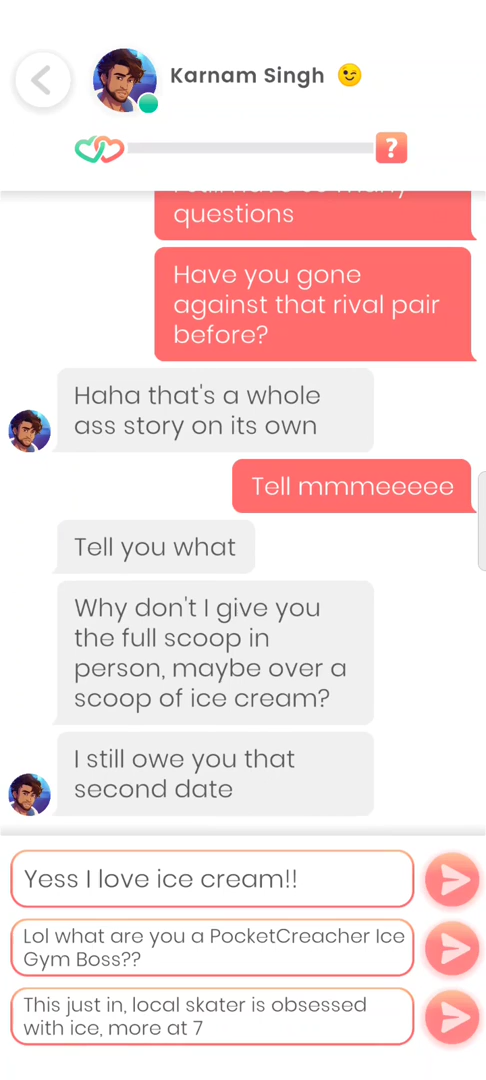 Karnam Singh
?
questions
Have you gone
against that rival pair
before?
Haha that's a whole
ass story on its own
Tell mmmeeeee
Tell you what
Why don't I give you
the full scoop in
person, maybe over a
scoop of ice cream?
I still owe you that
second date
Yess I love ice cream!!
Lol what are you a PocketCreacher Ice
Gym Boss??
This just in, local skater is obsessed
with ice, more at 7